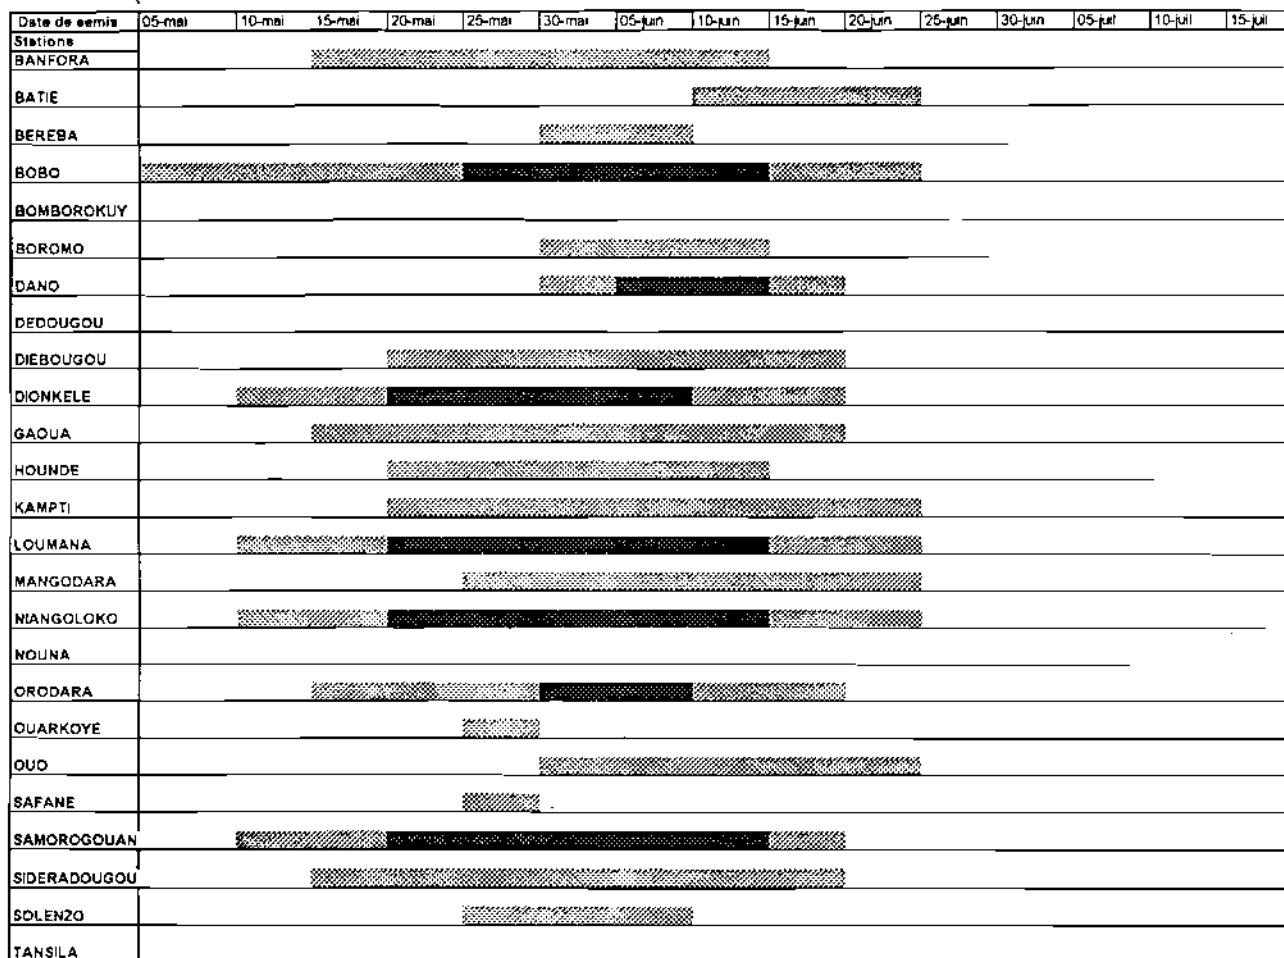 Date de semis 05-mai 10-mai 15-mai 20-mai 25-mai 30-mai 05-juin 10-juin 15-juin 20-juin 25-juin 30-juin 05-juil 10-juil 15-juil
Stations
BANFORA
BATIE
BEREBA
BOBO
BOMBOROKUY
BOROMO
DANO
DEDOUGOU
DIEBOUGOU
DIONKELE
GAOUA
HOUNDE
KAMPTI
LOUMANA
MANGODARA
NIANGOLOKO
NOUNA
ORODARA
OUARKOYE
OUO
SAFANE
SAMOROGOUAN
SIDERADOUGOU
SOLENZO
TANSILA